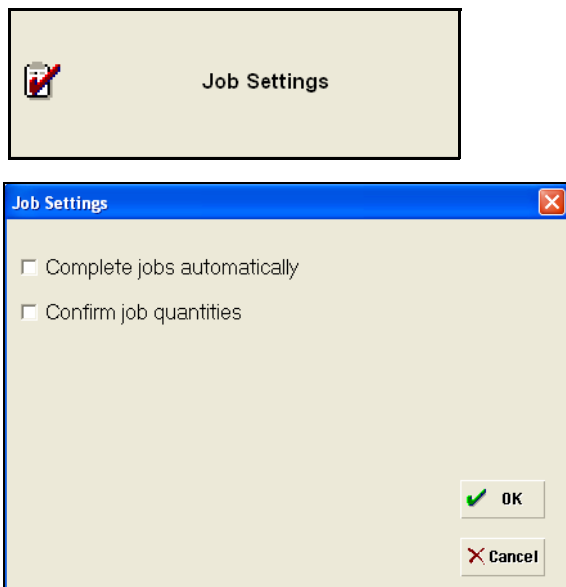 Job Settings
Job Settings
Complete jobs automatically
Confirm job quantities
OK
Cancel